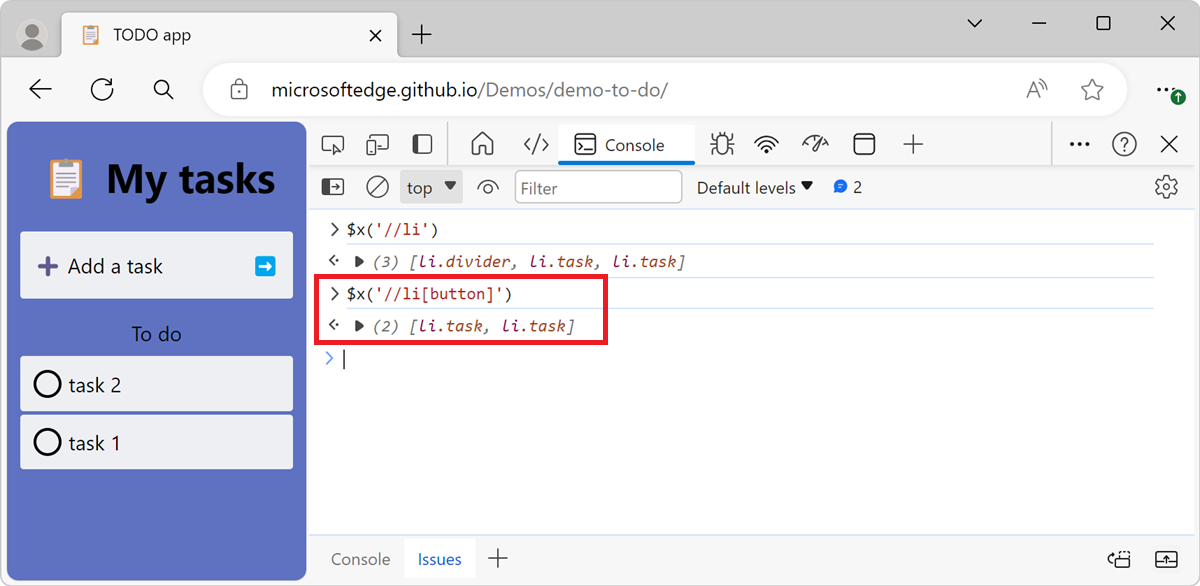 TODO app
microsoftedge.github.io/Demos/demo-to-do/
My tasks
Add a task
To do
task 2
task 1
Console
top
Filter
Default levels
2
$x('//li')
(3) [li.divider, li.task, li.task]
$x('//li[button]')
(2) [li.task, li.task]
Console
Issues